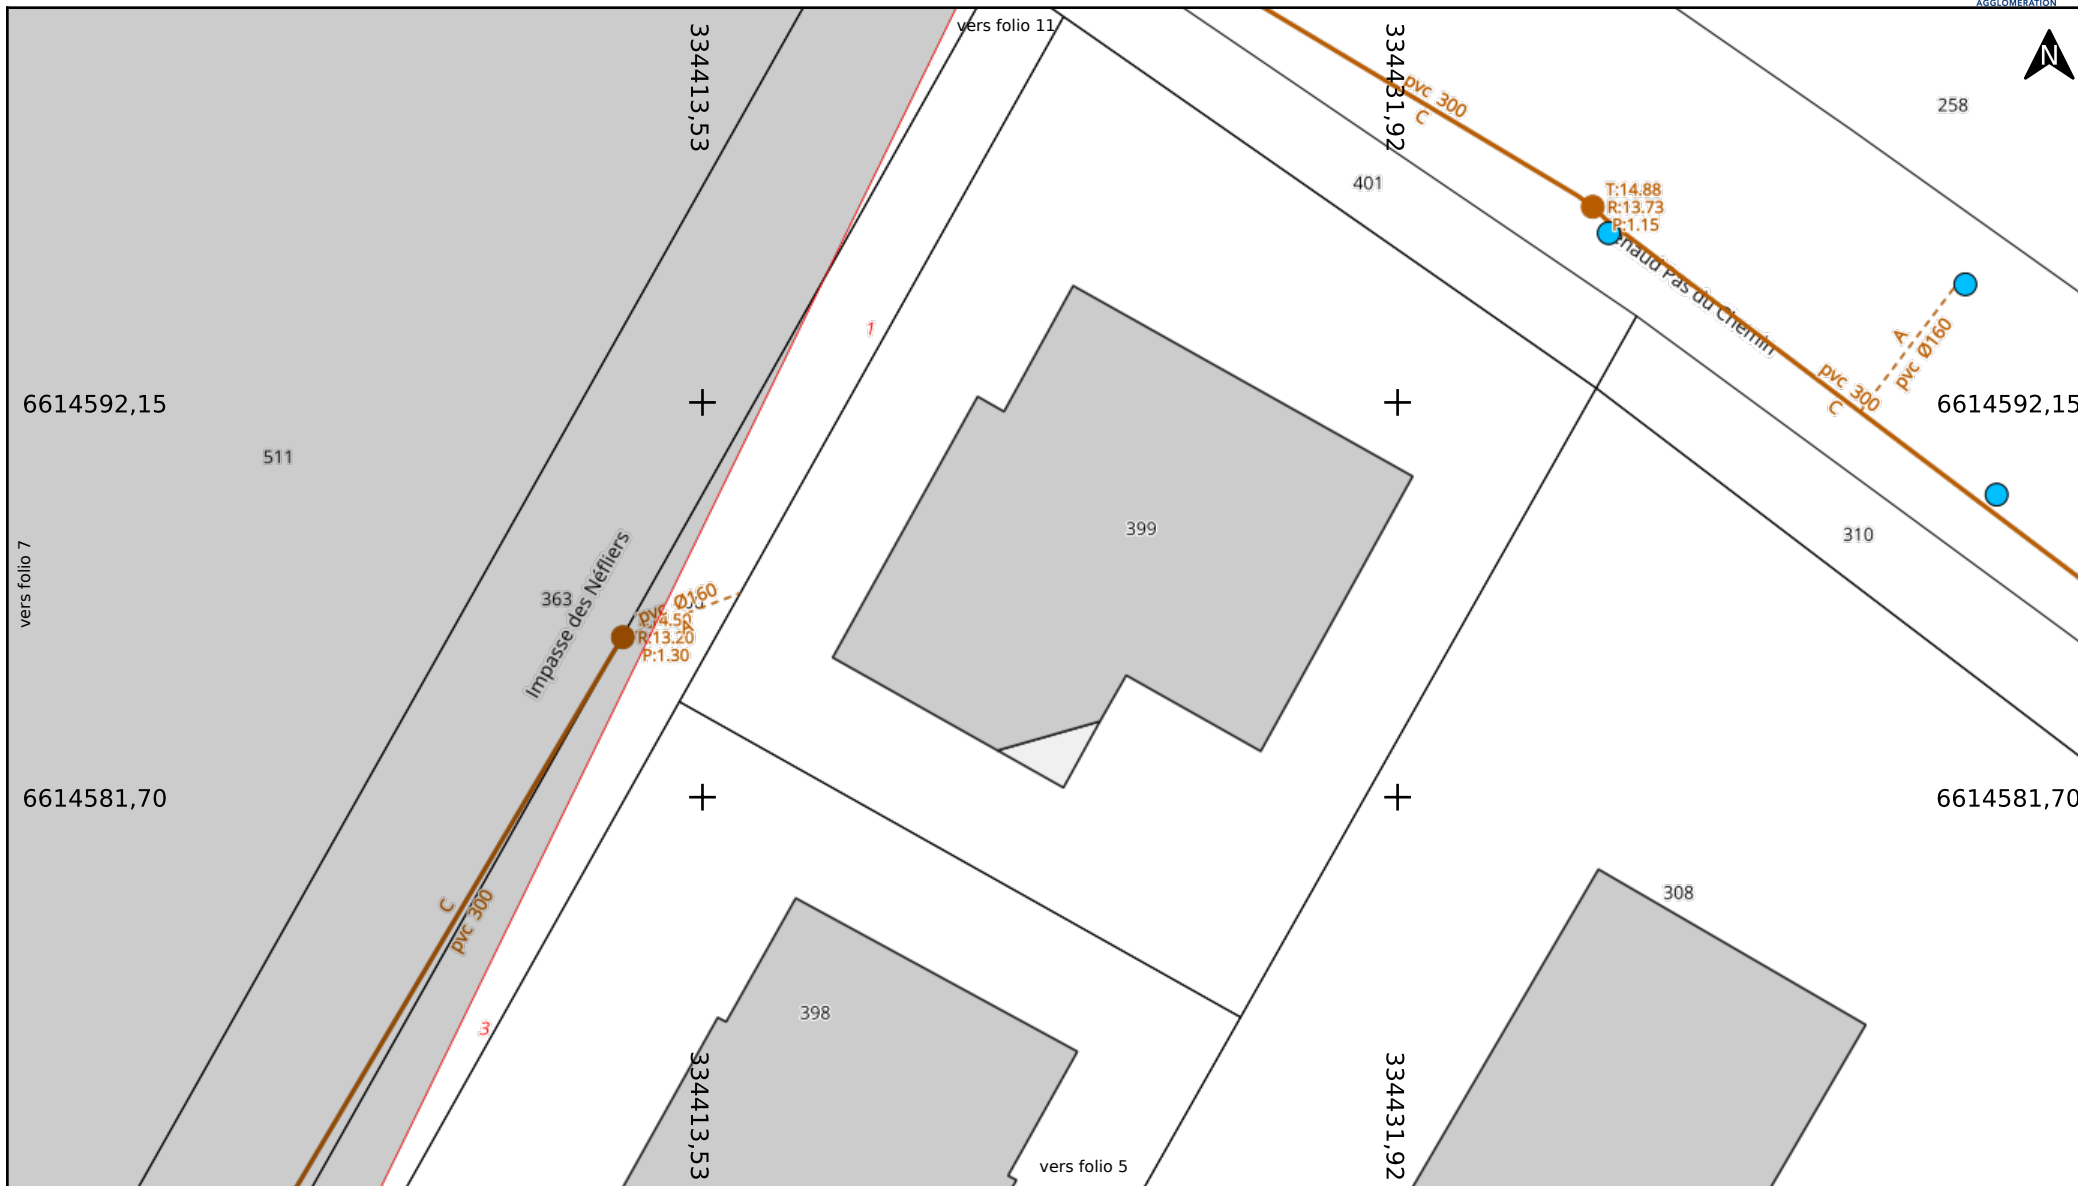 AGGLOMERATION
vers folio 11
N
334413,53
334431,92
pvc 300
C
258
401
T:14.88
R:13.73
P:1.15
Pas du Chemin
1
A
pvc Ø160
pvc 300
C
6614592,15
6614592,15
511
399
310
vers folio 7
Impasse des Néfliers
363
pvc Ø160
R:13.20
P:1.30
6614581,70
6614581,70
C
pvc 300
308
398
3
334413,53
334431,92
vers folio 5